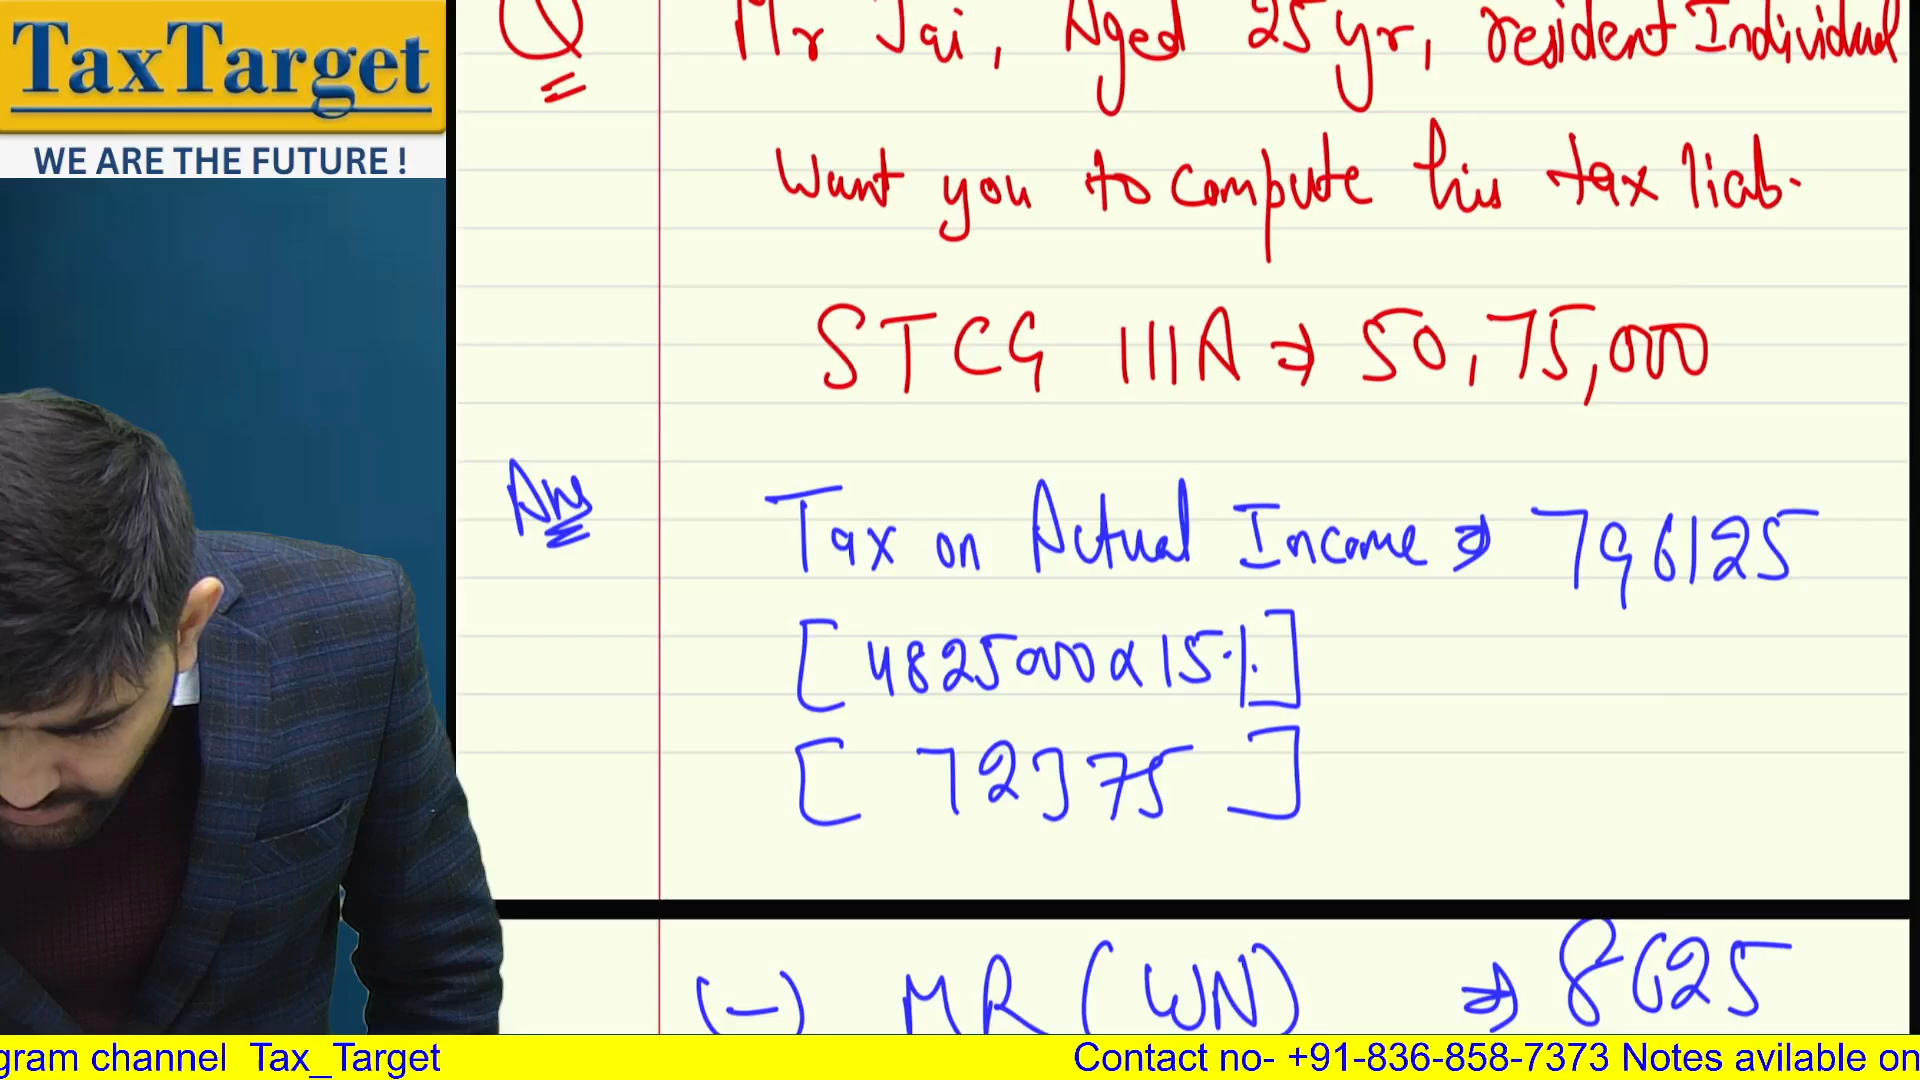 TaxTarget
WE ARE THE FUTURE !
Q Mr Jai, Aged 25 yr, resident Individual
Want you to compute his tax liab.
STCG 111A ⇒ 50,75,000
Ans Tax on Actual Income ⇒ 796125
[4825000 x 15%]
[72375]
(-) MR (WN) ⇒ 8625
gram channel Tax_Target
Contact no- +91-836-858-7373 Notes avilable on